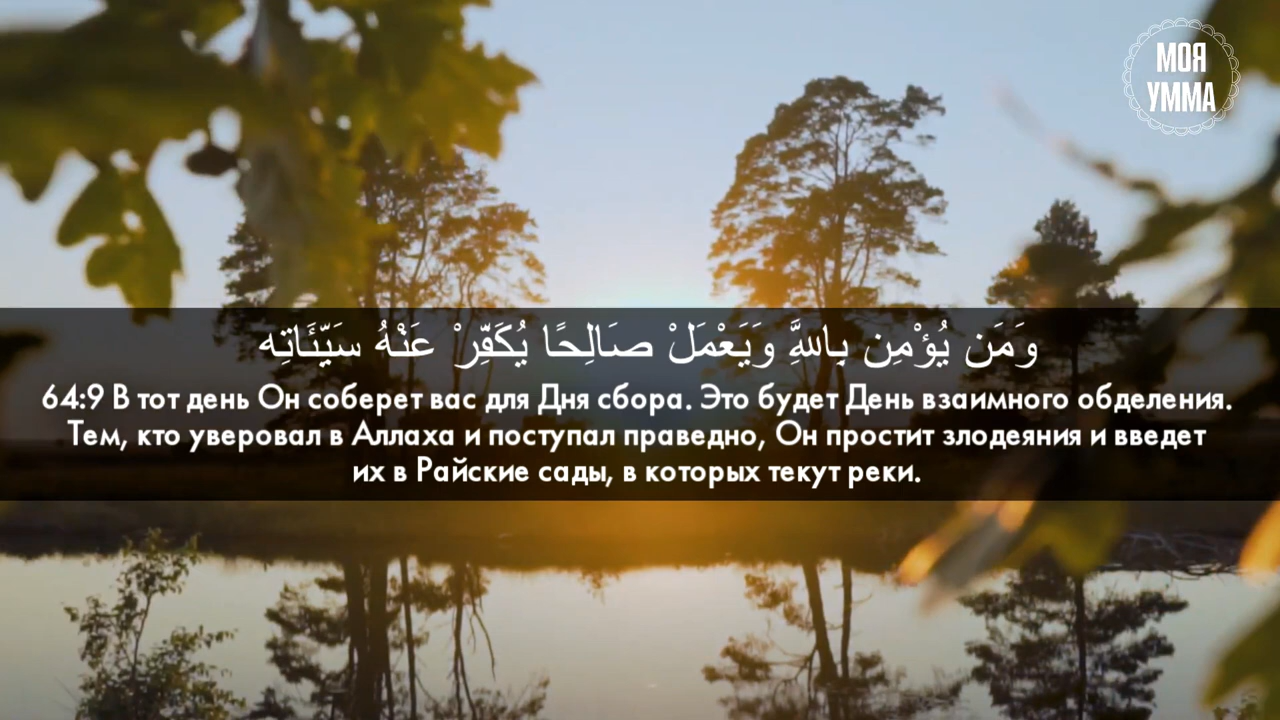 МОЯ
УММА
وَمَن يُؤْمِن بِاللَّهِ وَيَعْمَلْ صَالِحًا يُكَفِّرْ عَنْهُ سَيِّئَاتِه
64:9 В тот день Он соберет вас для Дня сбора. Это будет День взаимного обделения.
Тем, кто уверовал в Аллаха и поступал праведно, Он простит злодеяния и введет
их в Райские сады, в которых текут реки.